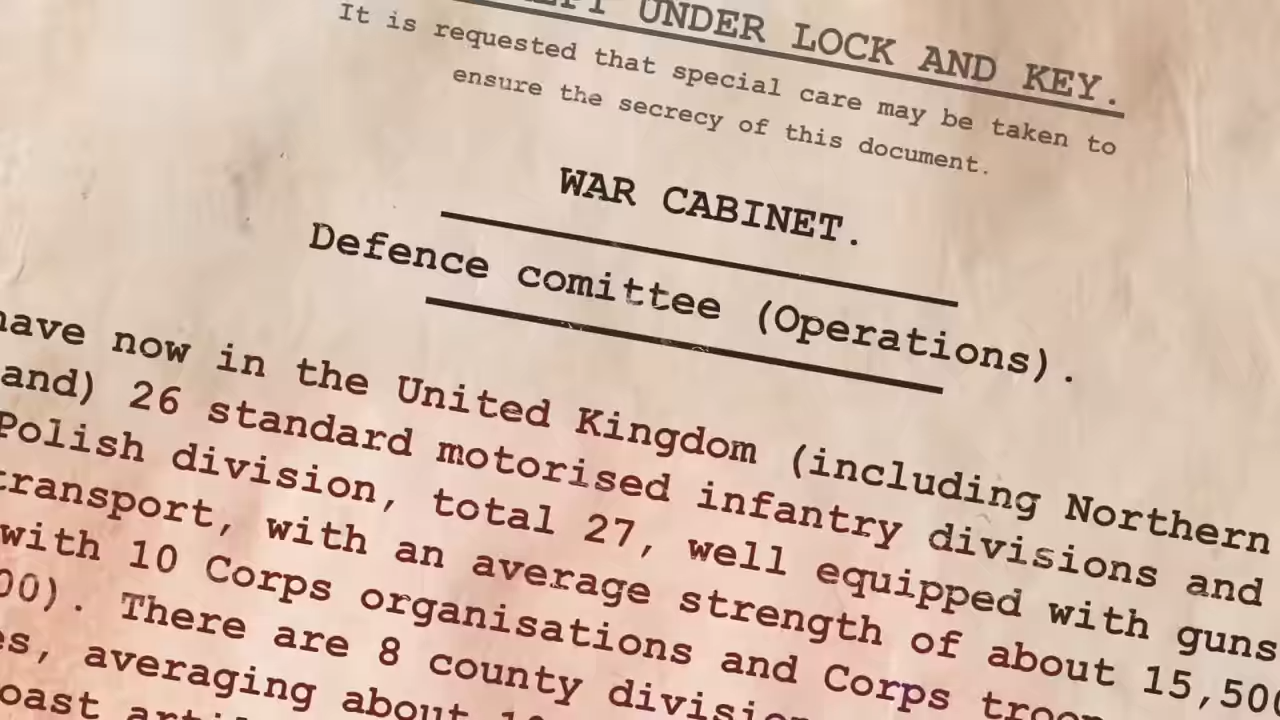 UNDER LOCK AND KEY.
It is requested that special care may be taken to
ensure the secrecy of this document.
WAR CABINET.
Defence comittee (Operations).
have now in the United Kingdom (including Northern
and) 26 standard motorised infantry divisions and
Polish division, total 27, well equipped with guns
transport, with an average strength of about 15,500
with 10 Corps organisations and Corps
00). There are 8 county
es, averaging about